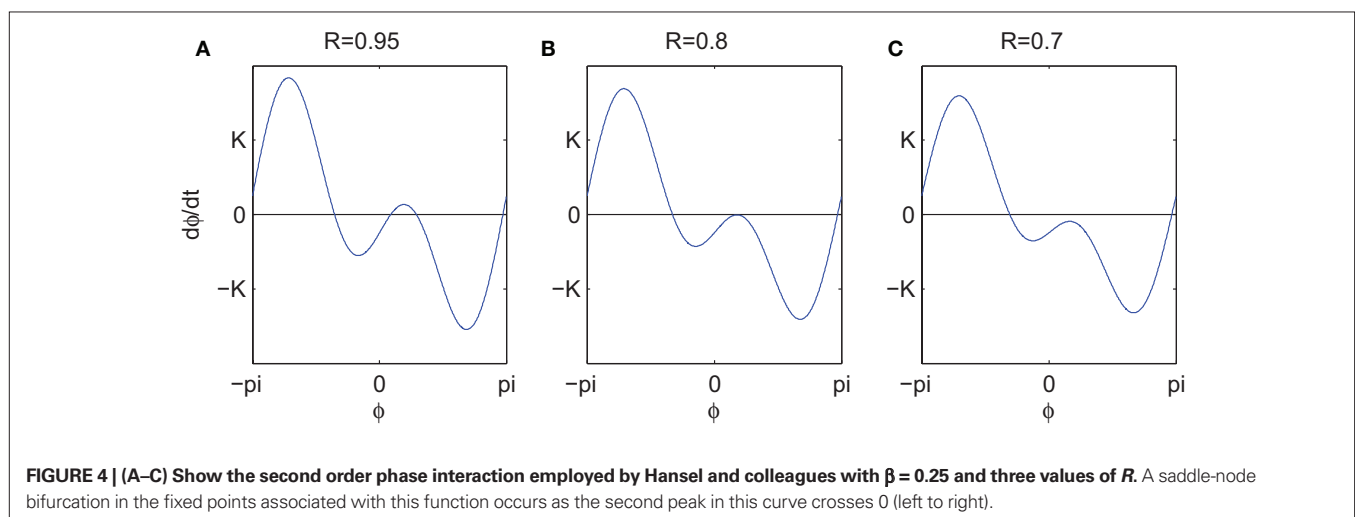 A R=0.95
B R=0.8
C R=0.7
K
0
−K
dϕ/dt
−pi 0 pi
ϕ
K
0
−K
−pi 0 pi
ϕ
K
0
−K
−pi 0 pi
ϕ
FIGURE 4 | (A–C) Show the second order phase interaction employed by Hansel and colleagues with β = 0.25 and three values of R. A saddle-node
bifurcation in the fixed points associated with this function occurs as the second peak in this curve crosses 0 (left to right).